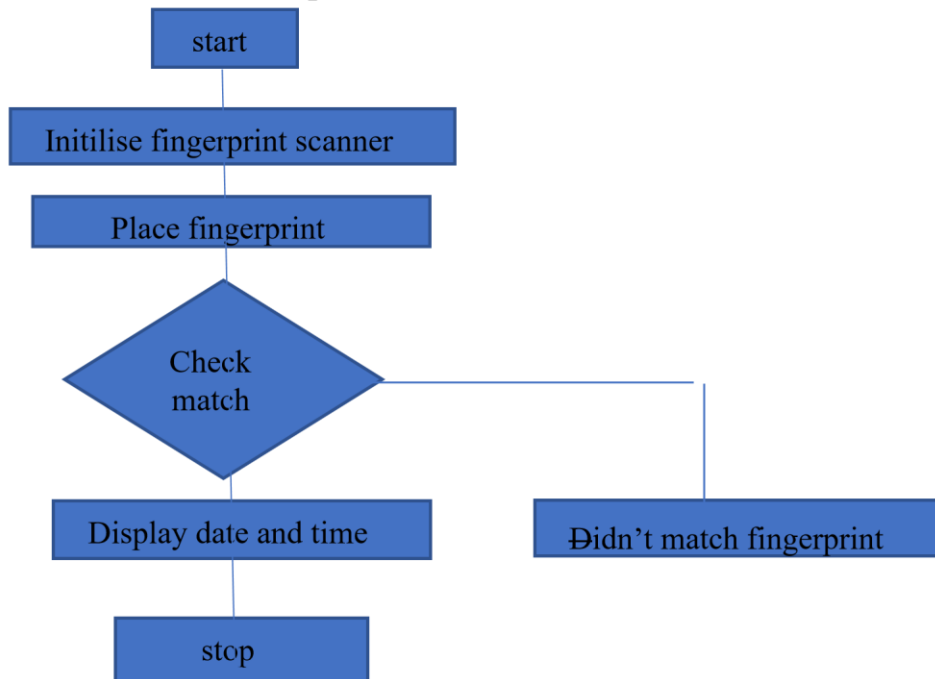 start
Initilise fingerprint scanner
Place fingerprint
Check
match
Display date and time
Didn't match fingerprint
stop